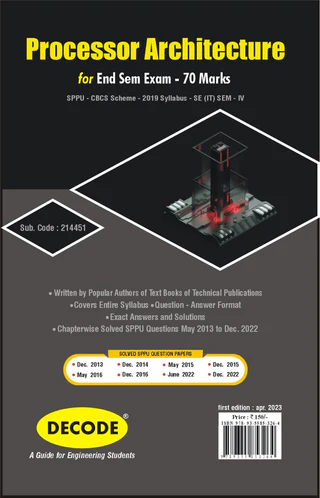 Processor Architecture
for End Sem Exam - 70 Marks
SPPU - CBCS Scheme - 2019 Syllabus - SE (IT) SEM - IV
Sub. Code : 214451
• Written by Popular Authors of Text Books of Technical Publications
• Covers Entire Syllabus • Question - Answer Format
• Exact Answers and Solutions
• Chapterwise Solved SPPU Questions May 2013 to Dec. 2022
SOLVED SPPU QUESTION PAPERS
• Dec. 2013 • Dec. 2014 • May 2015 • Dec. 2015
• May 2016 • Dec. 2016 • June 2022 • Dec. 2022
DECODE®
A Guide for Engineering Students
first edition : apr. 2023
Price : ₹ 150/-
ISBN 978-93-5585-326-4